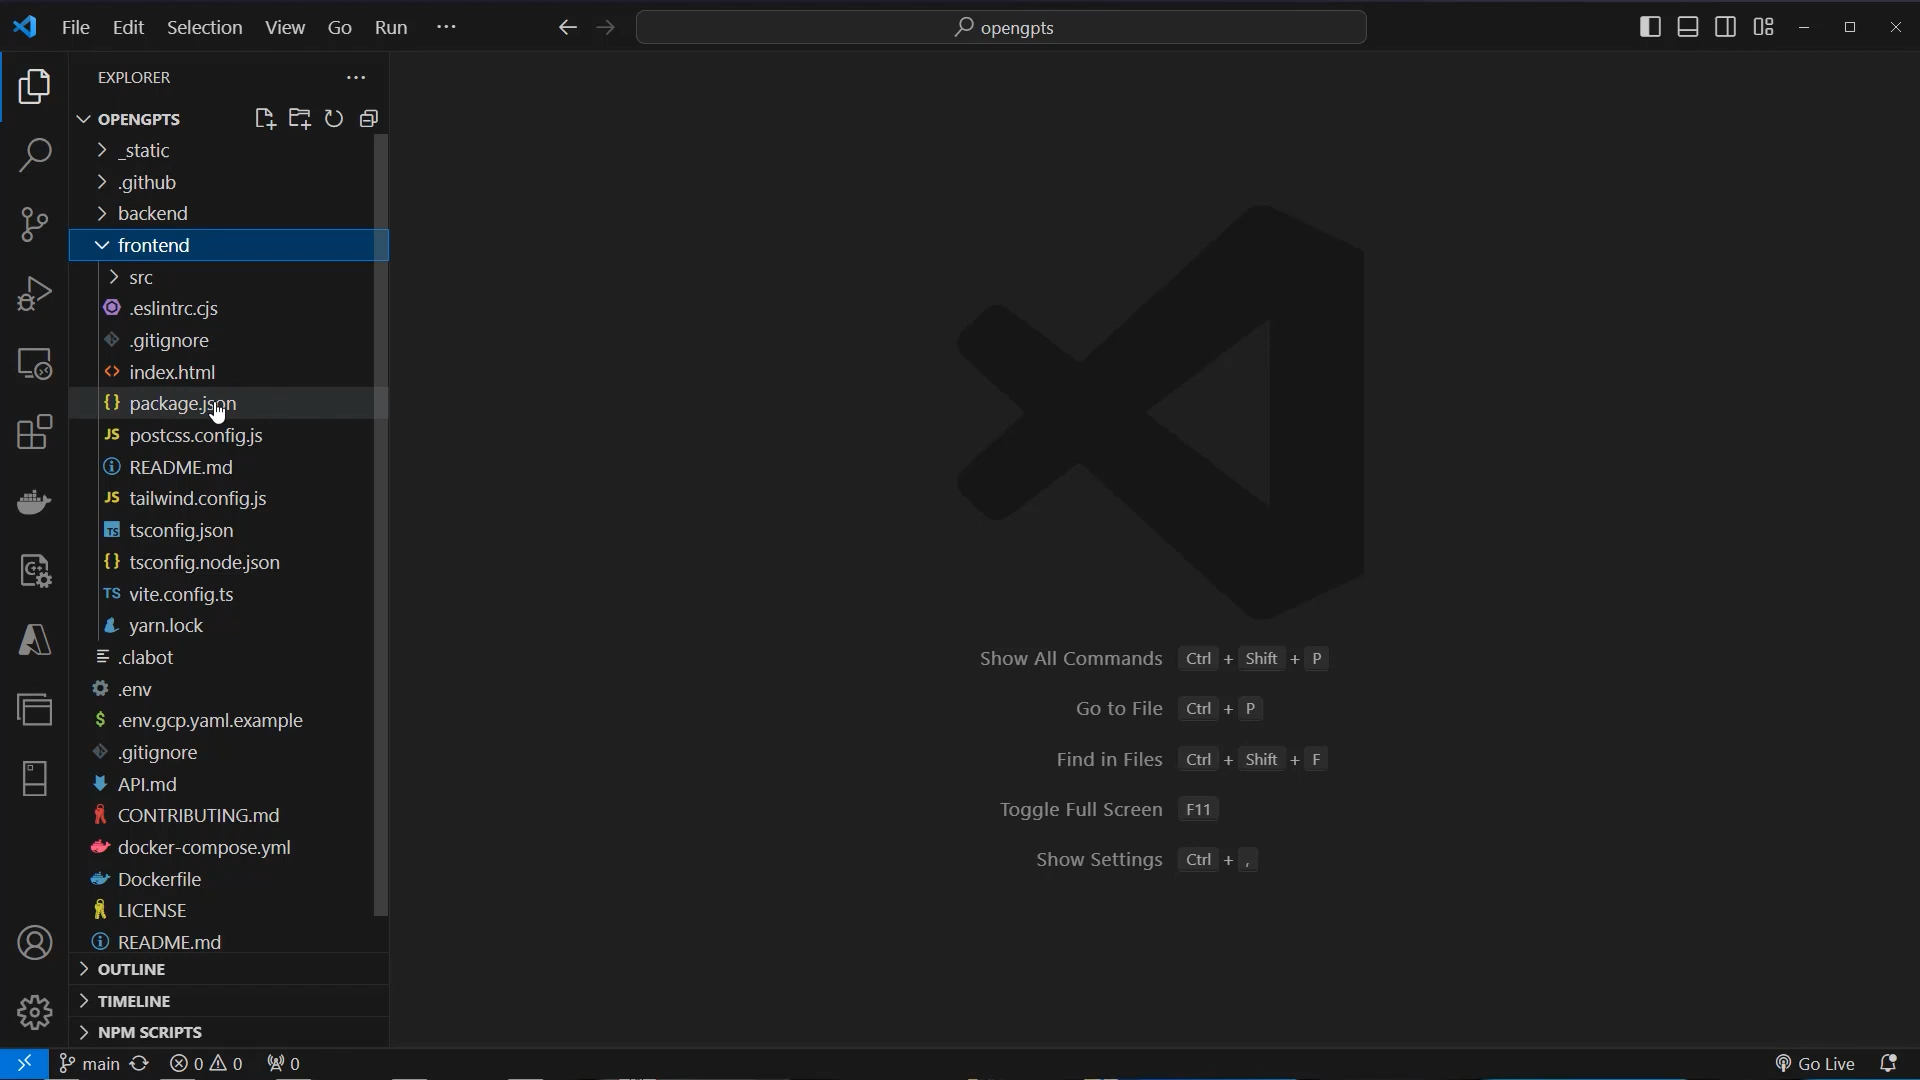 File Edit Selection View Go Run ···
opengpts
EXPLORER ···
OPENGPTS
_static
.github
backend
frontend
src
.eslintrc.cjs
.gitignore
index.html
{} package.json
JS postcss.config.js
README.md
JS tailwind.config.js
TS tsconfig.json
{} tsconfig.node.json
TS vite.config.ts
yarn.lock
.clabot
.env
$ .env.gcp.yaml.example
.gitignore
API.md
CONTRIBUTING.md
docker-compose.yml
Dockerfile
LICENSE
README.md
OUTLINE
TIMELINE
NPM SCRIPTS
Show All Commands Ctrl + Shift + P
Go to File Ctrl + P
Find in Files Ctrl + Shift + F
Toggle Full Screen F11
Show Settings Ctrl + ,
main 0 0 0 Go Live